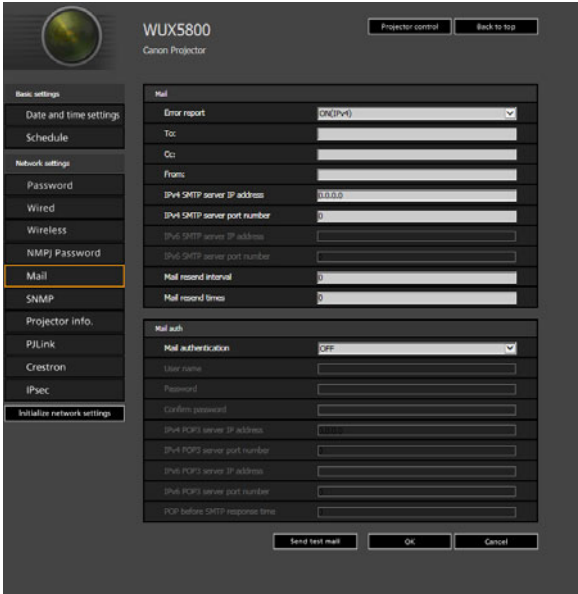 WUX5800
Canon Projector
Projector control
Back to top
Basic settings
Date and time settings
Schedule
Network settings
Password
Wired
Wireless
NMPJ Password
Mail
SNMP
Projector info.
PJLink
Crestron
IPsec
Initialize network settings
Mail
Error report ON(IPv4)
To:
Cc:
From:
IPv4 SMTP server IP address 0.0.0.0
IPv4 SMTP server port number 0
IPv6 SMTP server IP address
IPv6 SMTP server port number
Mail resend interval 0
Mail resend times 0
Mail auth
Mail authentication OFF
User name
Password
Confirm password
IPv4 POP3 server IP address 0.0.0.0
IPv4 POP3 server port number
IPv6 POP3 server IP address
IPv6 POP3 server port number
POP before SMTP response time
Send test mail
OK
Cancel